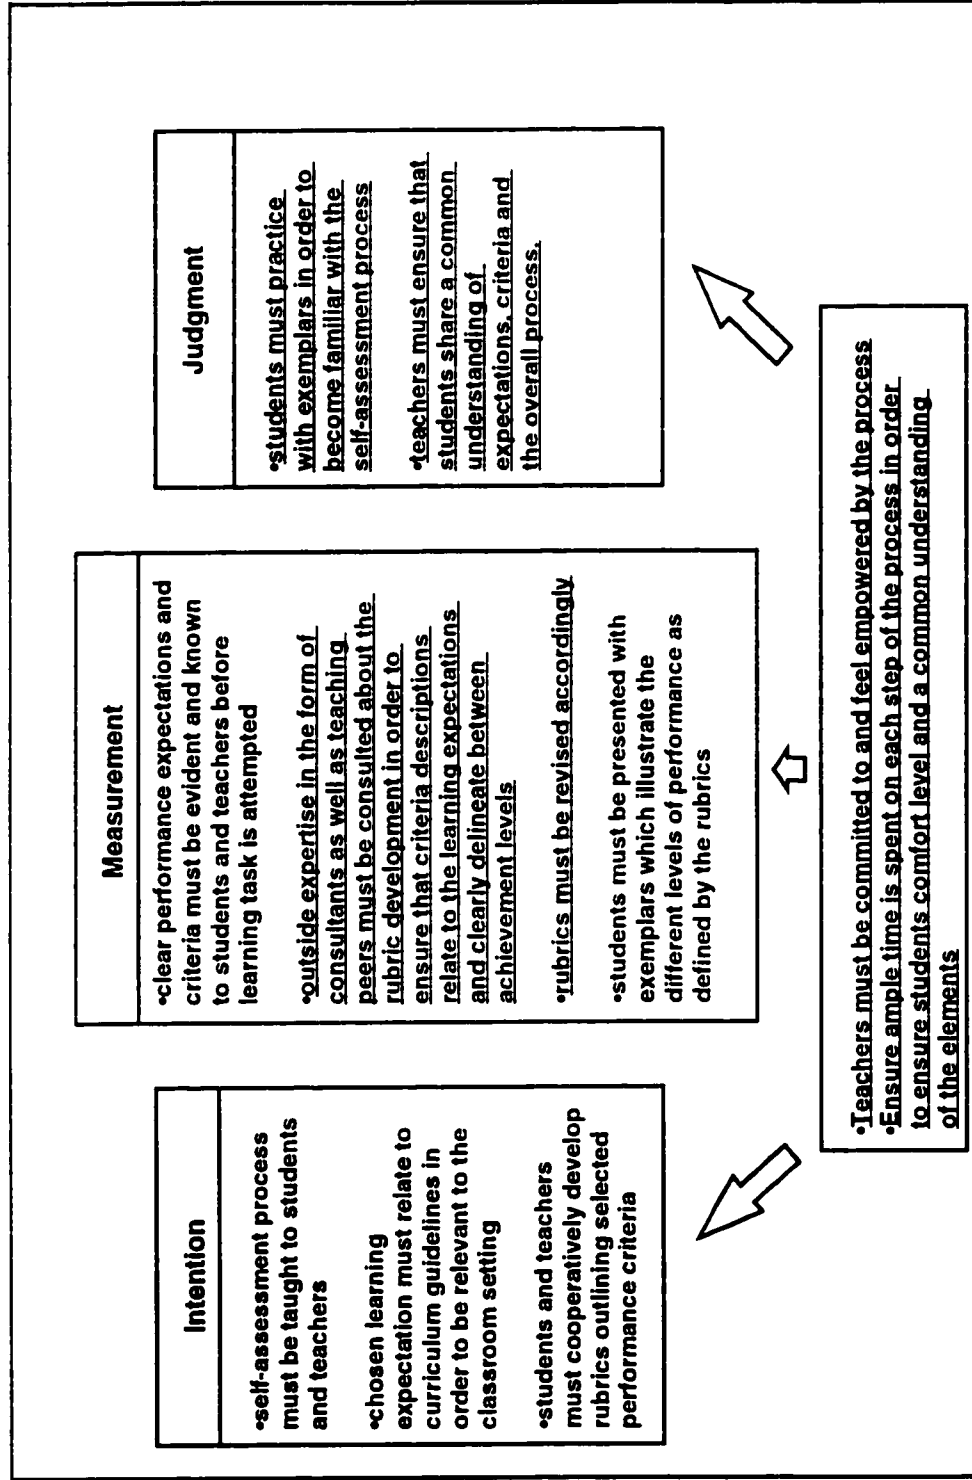 Intention
•self-assessment process
must be taught to students
and teachers
•chosen learning
expectation must relate to
curriculum guidelines in
order to be relevant to the
classroom setting
•students and teachers
must cooperatively develop
rubrics outlining selected
performance criteria
Measurement
•clear performance expectations and
criteria must be evident and known
to students and teachers before
learning task is attempted
•outside expertise in the form of
consultants as well as teaching
peers must be consulted about the
rubric development in order to
ensure that criteria descriptions
relate to the learning expectations
and clearly delineate between
achievement levels
•rubrics must be revised accordingly
•students must be presented with
exemplars which illustrate the
different levels of performance as
defined by the rubrics
Judgment
•students must practice
with exemplars in order to
become familiar with the
self-assessment process
•teachers must ensure that
students share a common
understanding of
expectations, criteria and
the overall process.
•Teachers must be committed to and feel empowered by the process
•Ensure ample time is spent on each step of the process in order
to ensure students comfort level and a common understanding
of the elements